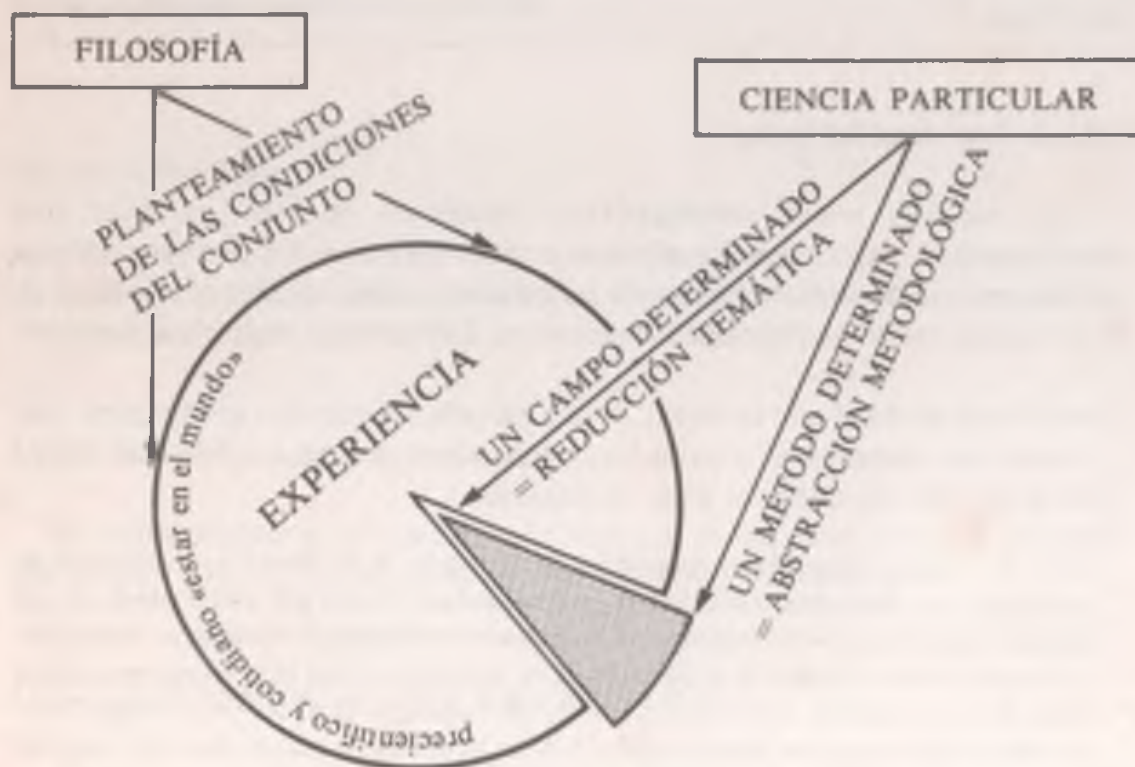 FILOSOFÍA
CIENCIA PARTICULAR
PLANTEAMIENTO
DE LAS CONDICIONES
DEL CONJUNTO
EXPERIENCIA
precientífico y cotidiano «estar en el mundo»
UN CAMPO DETERMINADO
= REDUCCIÓN TEMÁTICA
UN MÉTODO DETERMINADO
= ABSTRACCIÓN METODOLÓGICA